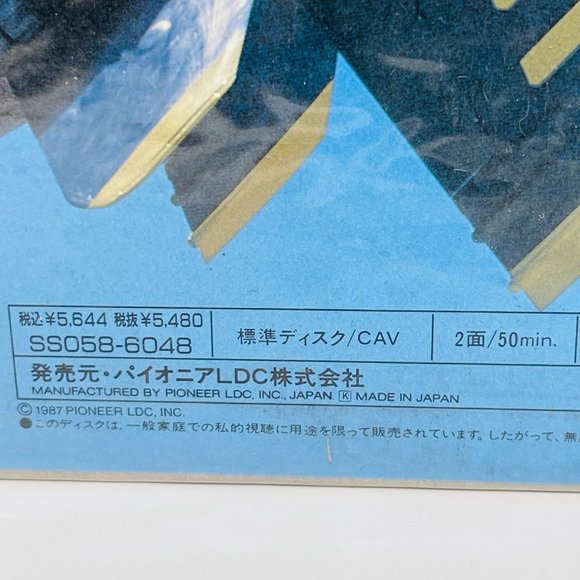 税込¥5,644 税抜¥5,480
SS058-6048
標準ディスク/CAV
2面/50min.
発売元・パイオニアLDC株式会社
MANUFACTURED BY PIONEER LDC, INC., JAPAN. K MADE IN JAPAN
©1987 PIONEER LDC, INC.
●このディスクは、一般家庭での私的視聴に用途を限って販売されています。したがって、無